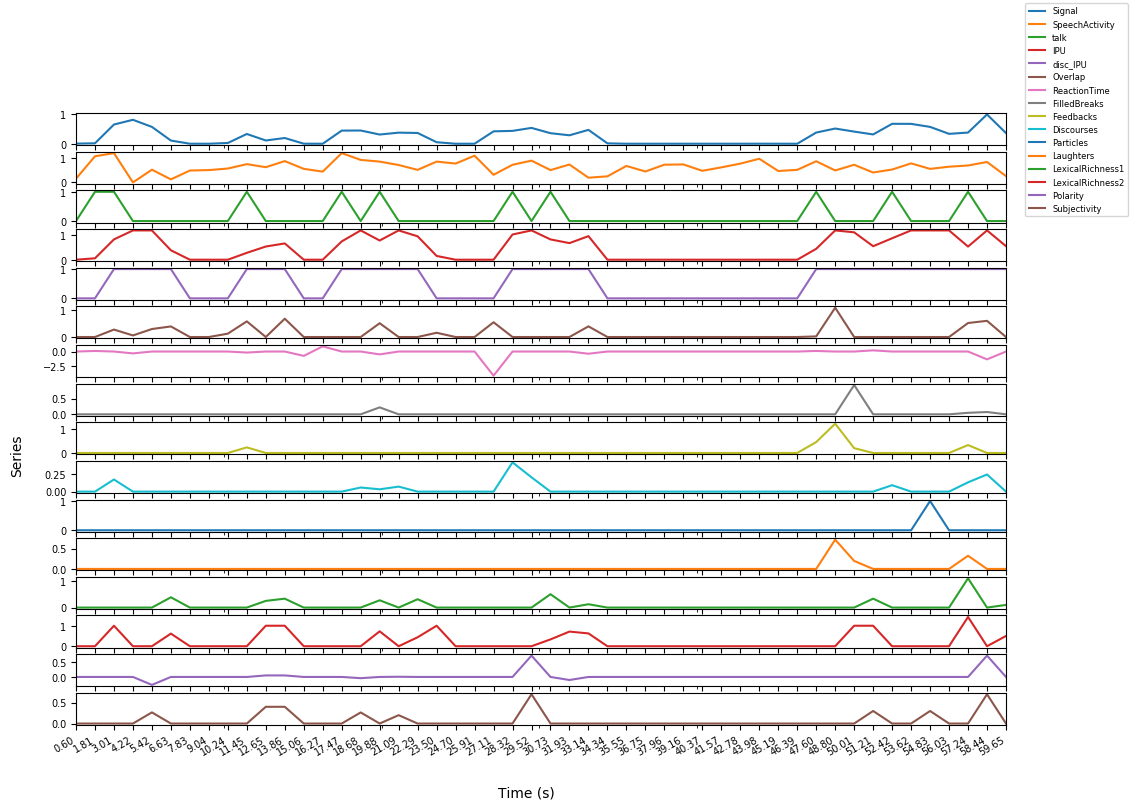 Signal
SpeechActivity
talk
IPU
disc_IPU
Overlap
ReactionTime
FilledBreaks
Feedbacks
Discourses
Particles
Laughters
LexicalRichness1
LexicalRichness2
Polarity
Subjectivity
1
0
1
0
1
0
1
0
1
0
1
0
0.0
−2.5
0.5
0.0
1
0
0.25
0.00
1
0
0.5
0.0
1
0
1
0
0.5
0.0
0.5
0.0
Series
0.60 1.81 3.01 4.22 5.42 6.63 7.83 9.04 10.24 11.45 12.65 13.86 15.06 16.27 17.47 18.68 19.88 21.09 22.29 23.50 24.70 25.91 27.11 28.32 29.52 30.73 31.93 33.14 34.34 35.55 36.75 37.96 39.16 40.37 41.57 42.78 43.98 45.19 46.39 47.60 48.80 50.01 51.21 52.42 53.62 54.83 56.03 57.24 58.44 59.65
Time (s)